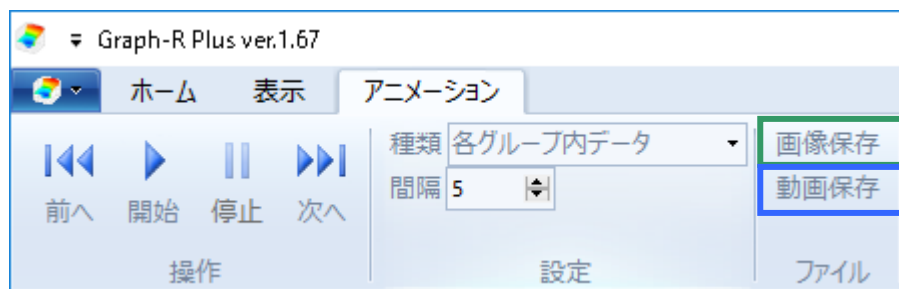 Graph-R Plus ver.1.67
ホーム 表示 アニメーション
種類 各グループ内データ 画像保存
間隔 5 動画保存
前へ 開始 停止 次へ
操作 設定 ファイル